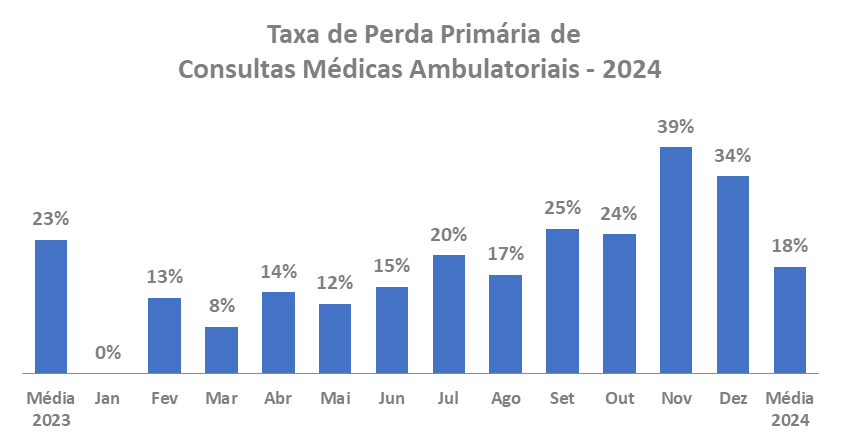 Taxa de Perda Primária de
Consultas Médicas Ambulatoriais - 2024
23%
0%
13%
8%
14%
12%
15%
20%
17%
25%
24%
39%
34%
18%
Média
2023
Jan
Fev
Mar
Abr
Mai
Jun
Jul
Ago
Set
Out
Nov
Dez
Média
2024